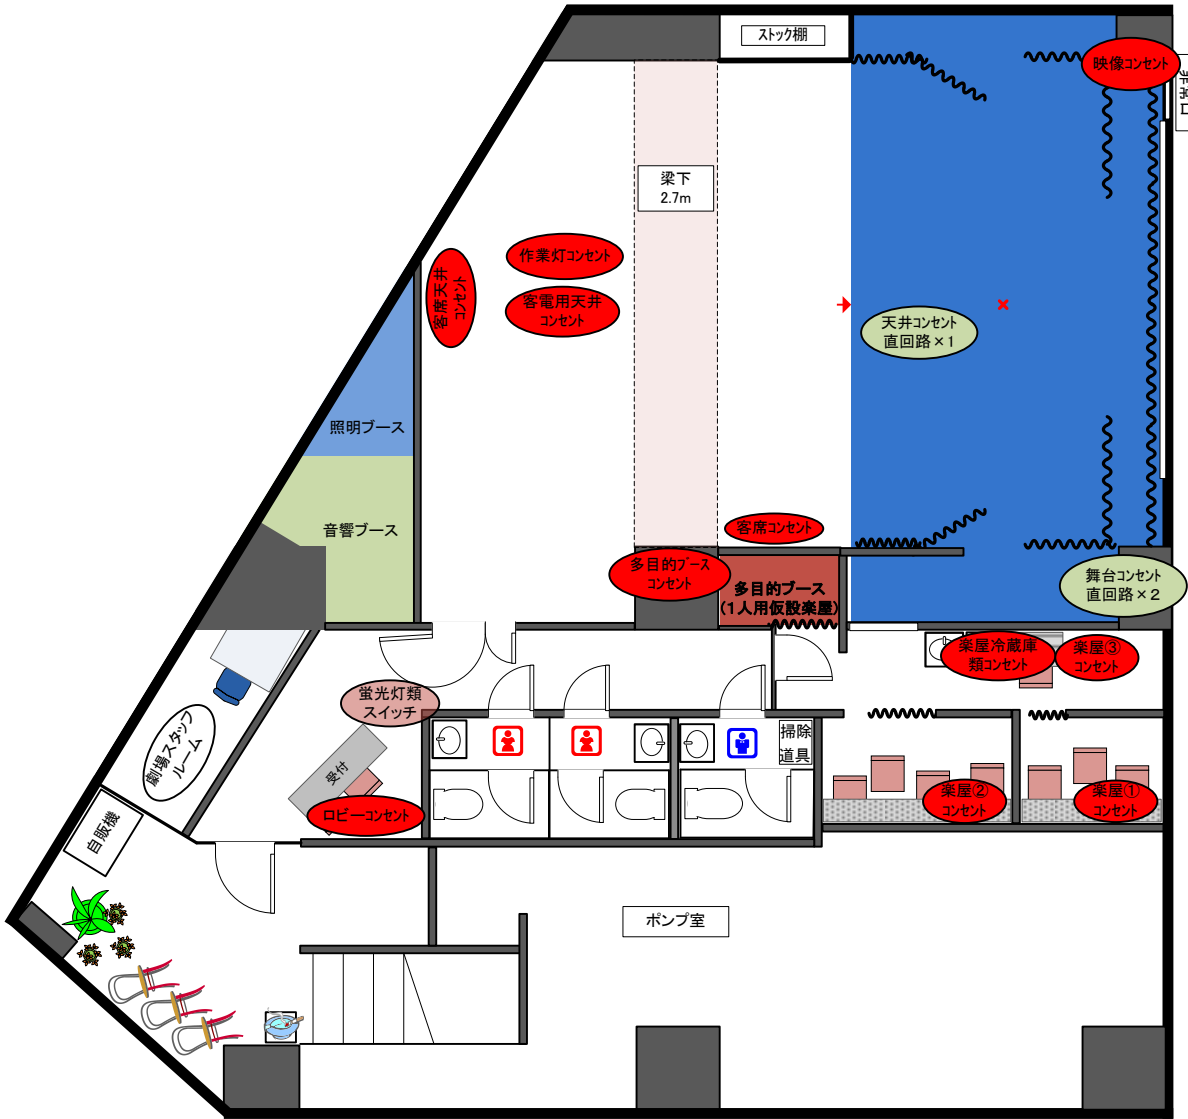 ストック棚
映像コンセント
非常口
梁下
2.7m
作業灯コンセント
客席天井
コンセント
客電用天井
コンセント
天井コンセント
直回路×1
照明ブース
音響ブース
客席コンセント
多目的ブース
コンセント
多目的ブース
(1人用仮設楽屋)
舞台コンセント
直回路×2
楽屋冷蔵庫
類コンセント
楽屋③
コンセント
蛍光灯類
スイッチ
掃除
道具
劇場スタッフ
ルーム
受付
ロビーコンセント
楽屋②
コンセント
楽屋①
コンセント
自販機
ポンプ室